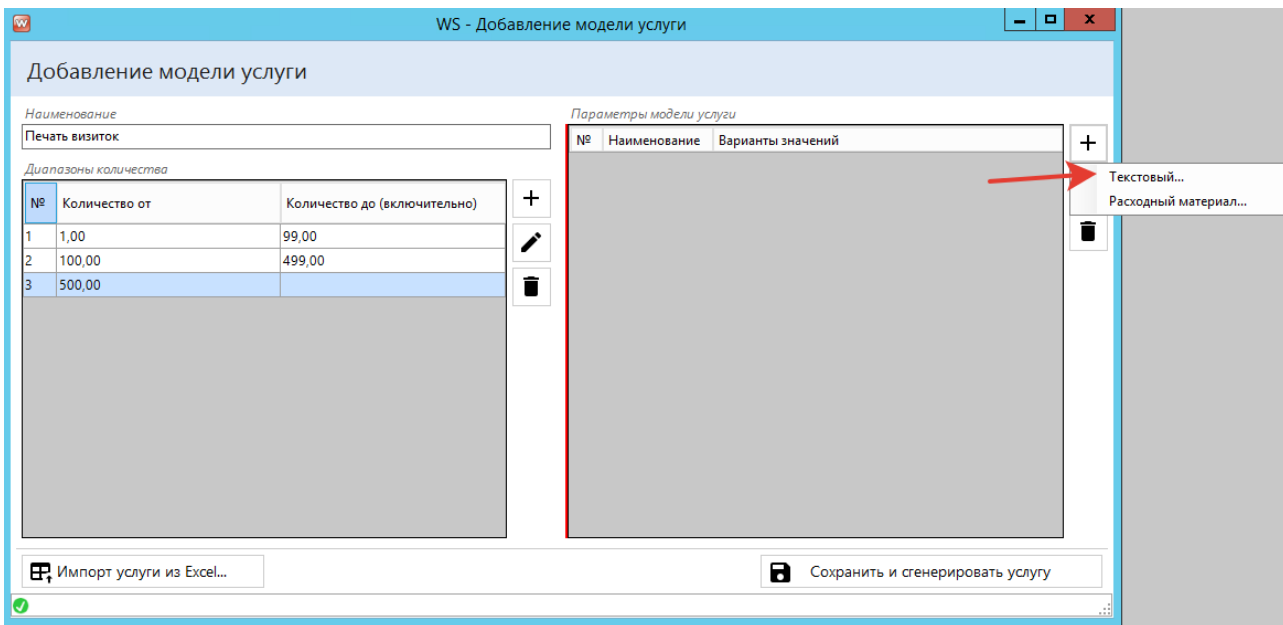 WS - Добавление модели услуги
Добавление модели услуги
Наименование
Печать визиток
Диапазоны количества
№ Количество от Количество до (включительно)
1 1,00 99,00
2 100,00 499,00
3 500,00
Параметры модели услуги
№ Наименование Варианты значений
Текстовый...
Расходный материал...
Импорт услуги из Excel...
Сохранить и сгенерировать услугу